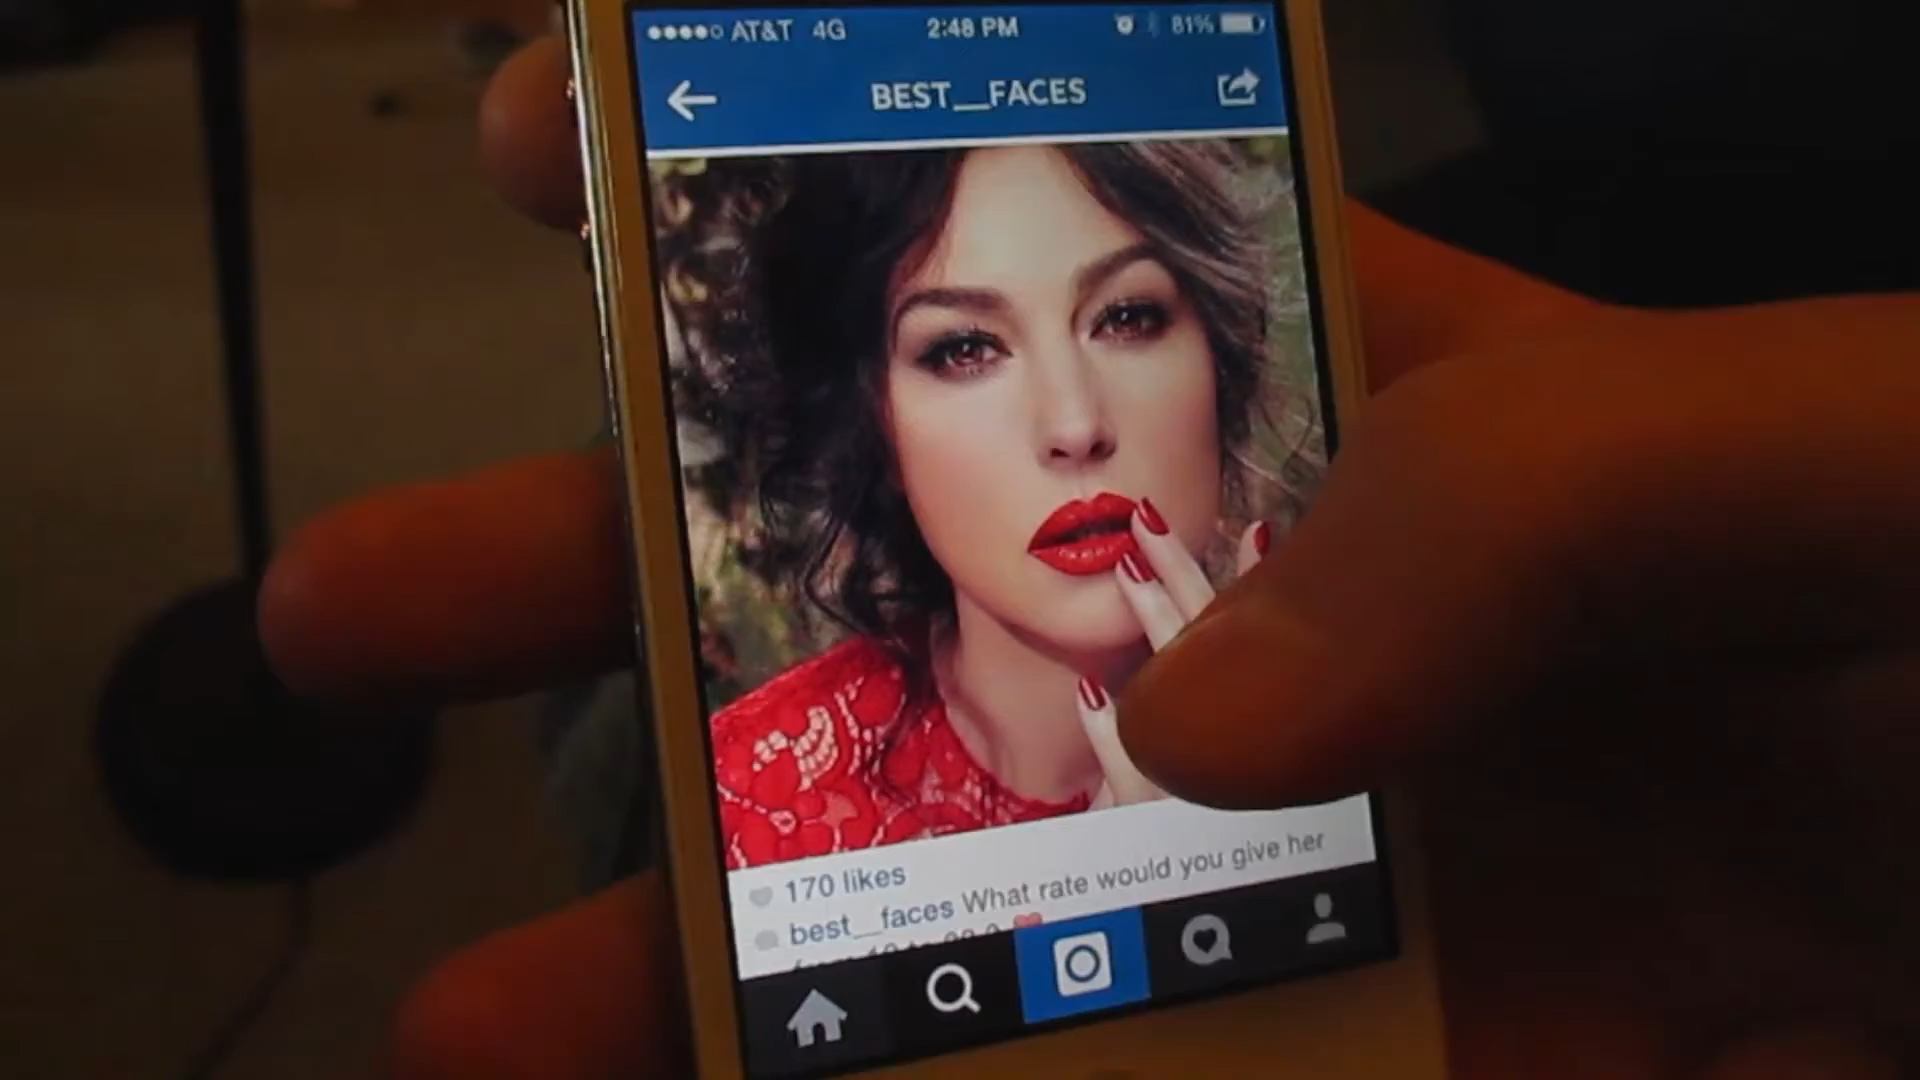 AT&T 4G 2:48 PM 81%
BEST__FACES
170 likes
best__faces What rate would you give her